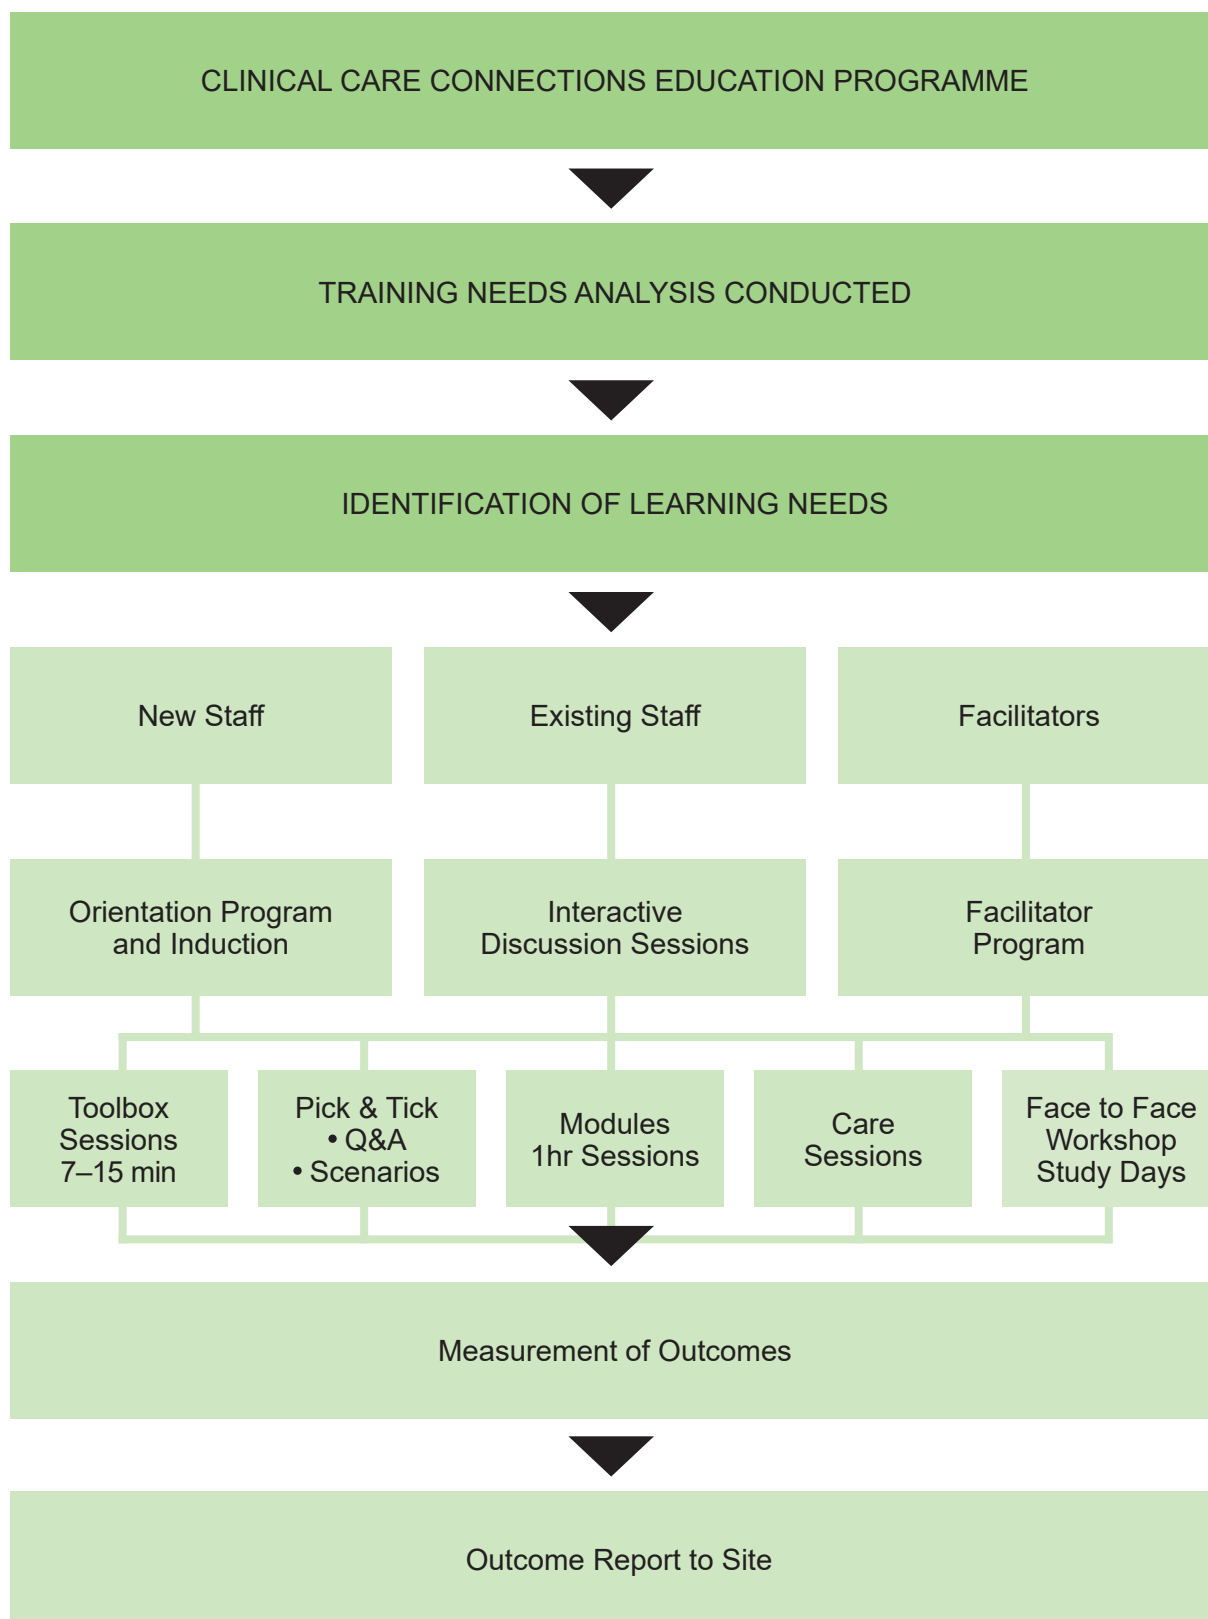 CLINICAL CARE CONNECTIONS EDUCATION PROGRAMME
TRAINING NEEDS ANALYSIS CONDUCTED
IDENTIFICATION OF LEARNING NEEDS
New Staff
Existing Staff
Facilitators
Orientation Program
and Induction
Interactive
Discussion Sessions
Facilitator
Program
Toolbox
Sessions
7–15 min
Pick & Tick
• Q&A
• Scenarios
Modules
1hr Sessions
Care
Sessions
Face to Face
Workshop
Study Days
Measurement of Outcomes
Outcome Report to Site